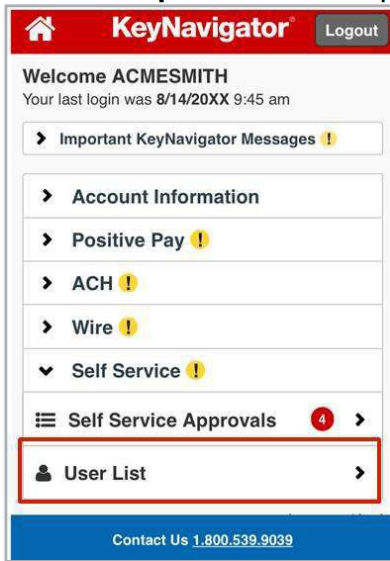 KeyNavigator® Logout
Welcome ACMESMITH
Your last login was 8/14/20XX 9:45 am
Important KeyNavigator Messages !
Account Information
Positive Pay !
ACH !
Wire !
Self Service !
Self Service Approvals 4
User List
Contact Us 1.800.539.9039